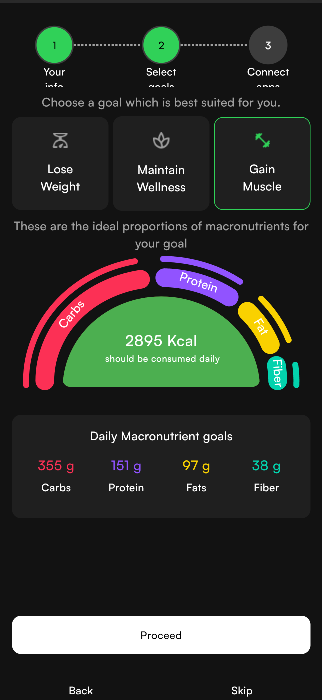 1
2
3
Your
info
Select
goals
Connect
apps
Choose a goal which is best suited for you.
Lose
Weight
Maintain
Wellness
Gain
Muscle
These are the ideal proportions of macronutrients for
your goal
Carbs
Protein
Fat
Fiber
2895 Kcal
should be consumed daily
Daily Macronutrient goals
355 g
151 g
97 g
38 g
Carbs
Protein
Fats
Fiber
Proceed
Back
Skip